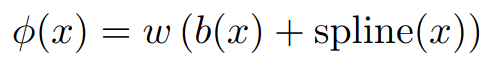 ϕ(x) = w (b(x) + spline(x))